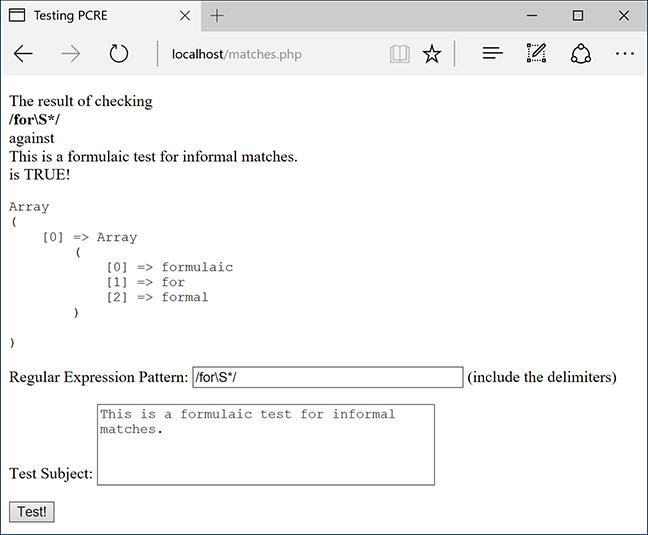 Testing PCRE
localhost/matches.php
The result of checking
/for\S*/
against
This is a formulaic test for informal matches.
is TRUE!
Array
(
[0] => Array
(
[0] => formulaic
[1] => for
[2] => formal
)
)
Regular Expression Pattern: /for\S*/ (include the delimiters)
This is a formulaic test for informal
matches.
Test Subject:
Test!